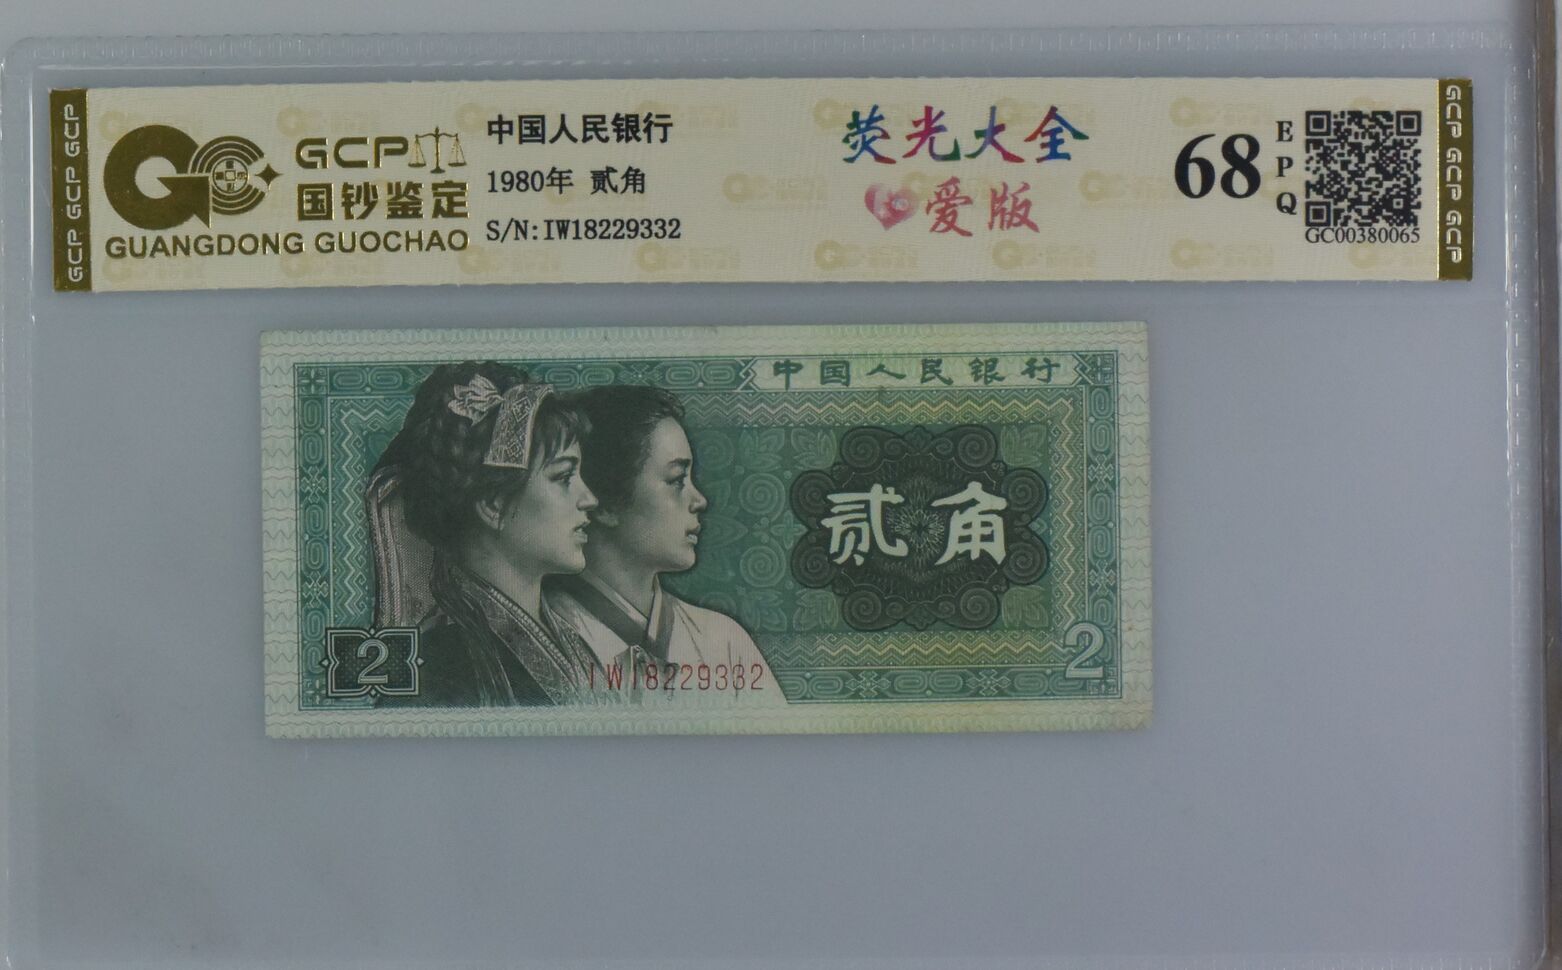 GCP GCP GCP
GCP
国钞鉴定
GUANGDONG GUOCHAO
中国人民银行
1980年 贰角
S/N:IW18229332
荧光大全
爱版
68
EPQ
GC00380065
GCP GCP GCP
中国人民银行
贰角
2
2
IW18229332